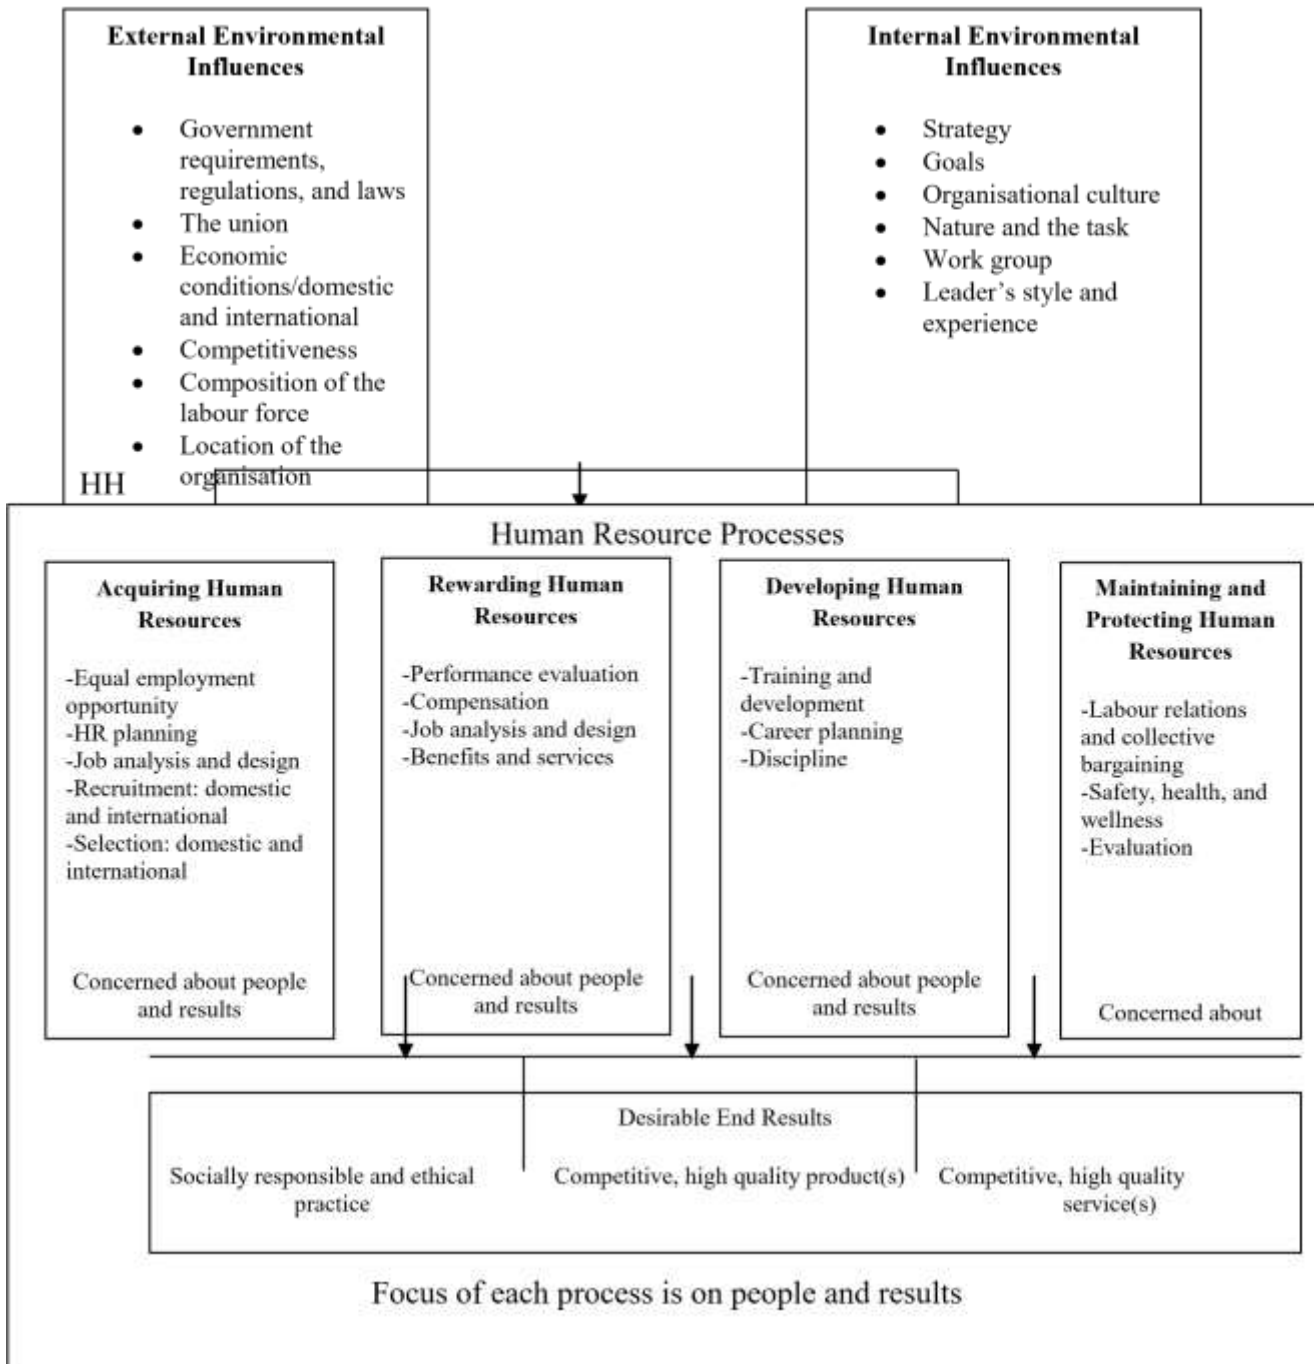 External Environmental
Influences
• Government
requirements,
regulations, and laws
• The union
• Economic
conditions/domestic
and international
• Competitiveness
• Composition of the
labour force
• Location of the
organisation
Internal Environmental
Influences
• Strategy
• Goals
• Organisational culture
• Nature and the task
• Work group
• Leader's style and
experience
HH
Human Resource Processes
Acquiring Human
Resources
-Equal employment
opportunity
-HR planning
-Job analysis and design
-Recruitment: domestic
and international
-Selection: domestic and
international
Concerned about people
and results
Rewarding Human
Resources
-Performance evaluation
-Compensation
-Job analysis and design
-Benefits and services
Concerned about people
and results
Developing Human
Resources
-Training and
development
-Career planning
-Discipline
Concerned about people
and results
Maintaining and
Protecting Human
Resources
-Labour relations
and collective
bargaining
-Safety, health, and
wellness
-Evaluation
Concerned about
Desirable End Results
Socially responsible and ethical
practice
Competitive, high quality product(s)
Competitive, high quality
service(s)
Focus of each process is on people and results